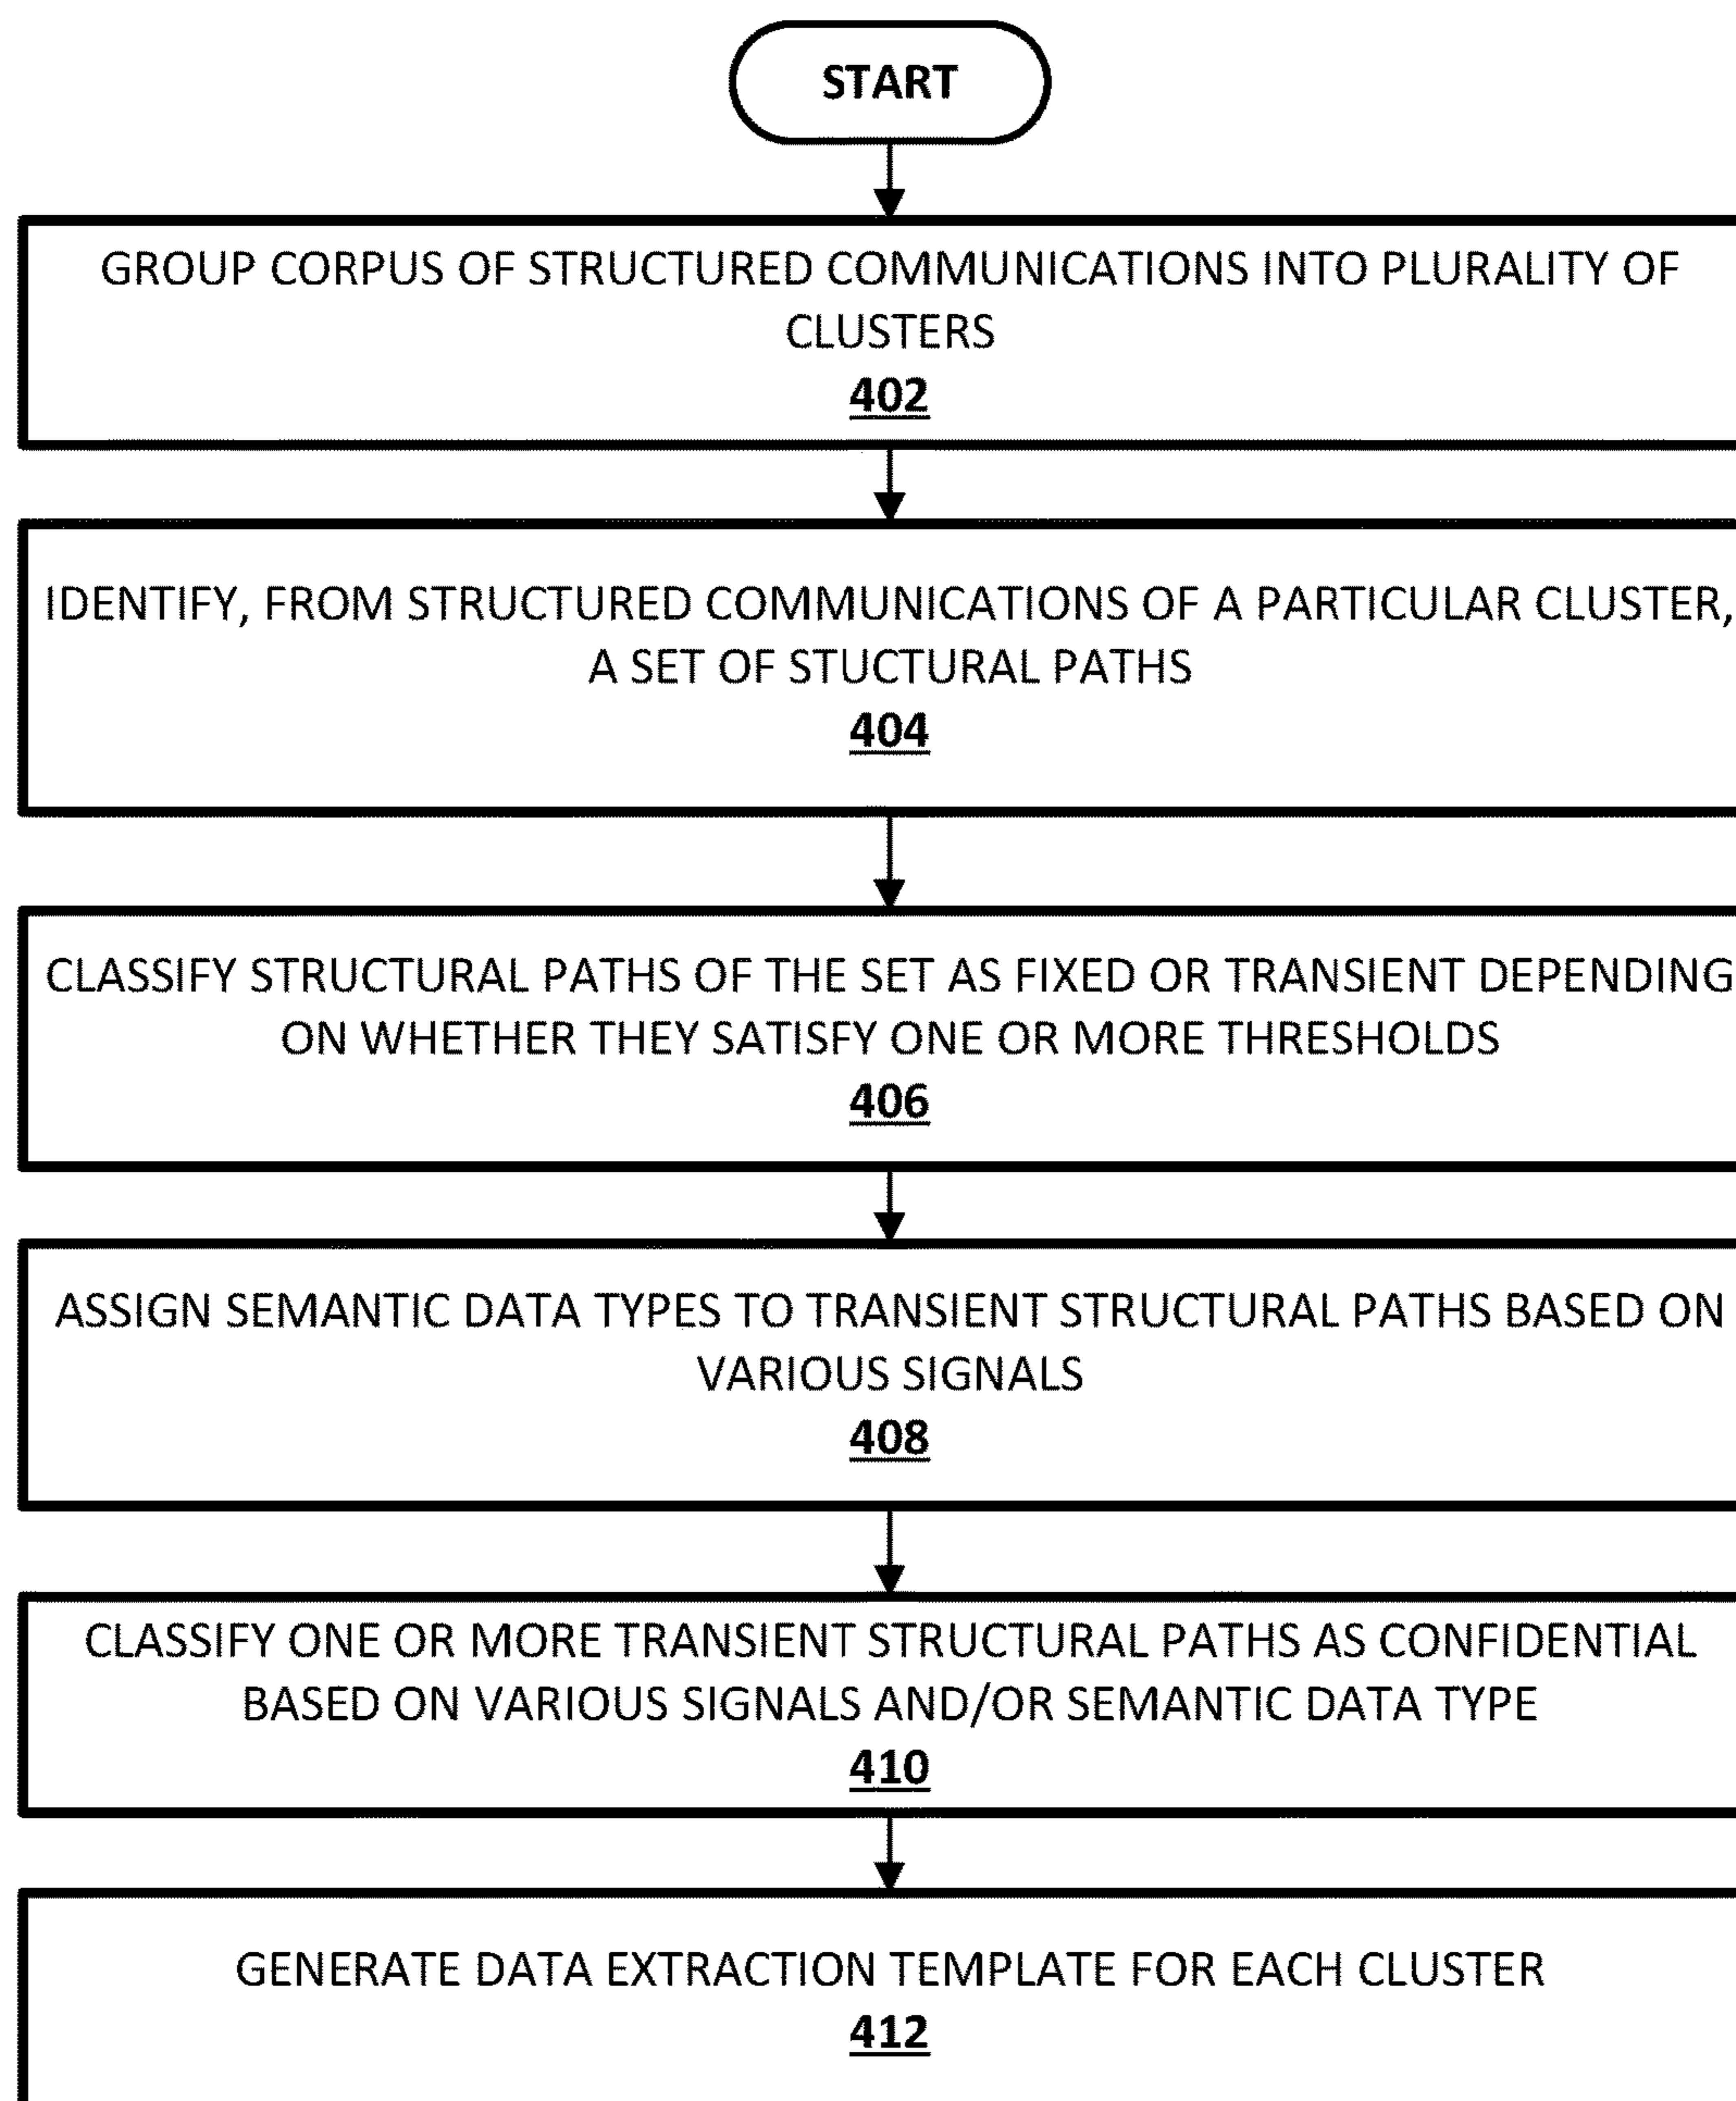 START
GROUP CORPUS OF STRUCTURED COMMUNICATIONS INTO PLURALITY OF
CLUSTERS
402
IDENTIFY, FROM STRUCTURED COMMUNICATIONS OF A PARTICULAR CLUSTER,
A SET OF STUCTURAL PATHS
404
CLASSIFY STRUCTURAL PATHS OF THE SET AS FIXED OR TRANSIENT DEPENDING
ON WHETHER THEY SATISFY ONE OR MORE THRESHOLDS
406
ASSIGN SEMANTIC DATA TYPES TO TRANSIENT STRUCTURAL PATHS BASED ON
VARIOUS SIGNALS
408
CLASSIFY ONE OR MORE TRANSIENT STRUCTURAL PATHS AS CONFIDENTIAL
BASED ON VARIOUS SIGNALS AND/OR SEMANTIC DATA TYPE
410
GENERATE DATA EXTRACTION TEMPLATE FOR EACH CLUSTER
412